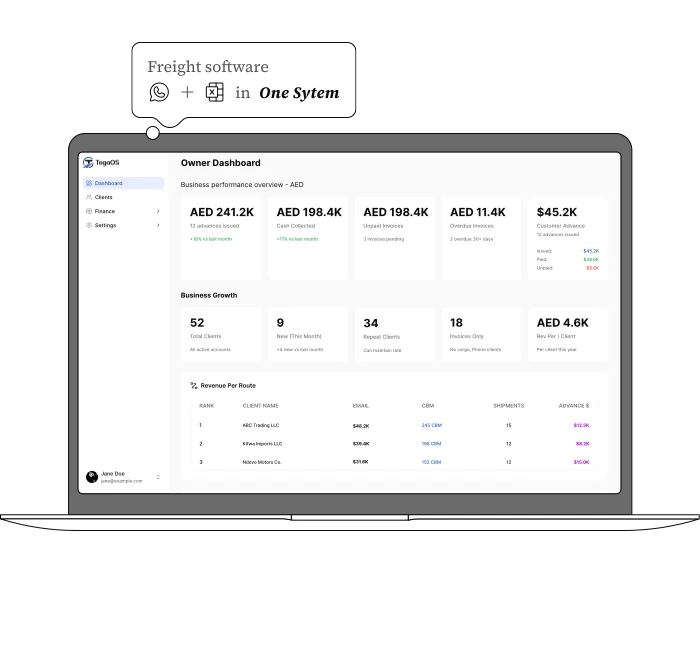 Freight software
+ in One Sytem
TogaOS
Dashboard
Clients
Finance
Settings
Jane Doe
jane@example.com
Owner Dashboard
Business performance overview - AED
AED 241.2K
12 advances issued
+18% vs last month
AED 198.4K
Cash Collected
+11% vs last month
AED 198.4K
Unpaid Invoices
3 invoices pending
AED 11.4K
Overdue Invoices
2 overdue 30+ days
$45.2K
Customer Advance
12 advances issued
Issued: $45.2K
Paid: $38.6K
Unpaid: $6.6K
Business Growth
52
Total Clients
All active accounts
9
New (This Month)
+4 new vs last month
34
Repeat Clients
Can maintain rate
18
Invoices Only
No cargo, Phone clients
AED 4.6K
Rev Per / Client
Per client this year
Revenue Per Route
RANK CLIENT NAME EMAIL CBM SHIPMENTS ADVANCE $
1 ABC Trading LLC $48.2K 245 CBM 15 $12.5K
2 Kifwa Imports LLC $39.4K 198 CBM 12 $8.2K
3 Ndovo Motors Co. $31.6K 152 CBM 12 $15.0K